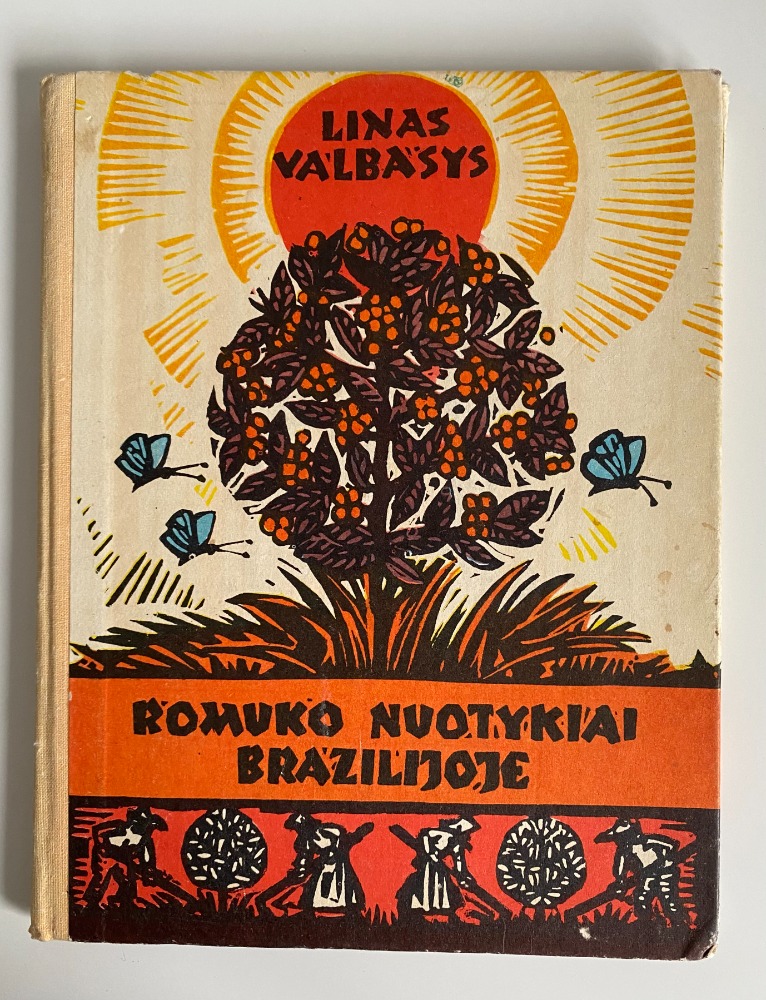 LINAS
VALBASYS
ROMUKO NUOTYKIAI
BRAZILIJOJE